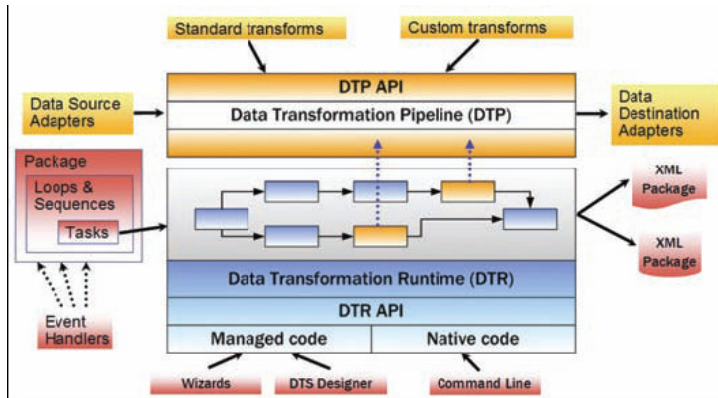 Standard transforms
Custom transforms
DTP API
Data Source
Adapters
Data Transformation Pipeline (DTP)
Data
Destination
Adapters
Package
Loops &
Sequences
Tasks
XML
Package
XML
Package
Data Transformation Runtime (DTR)
DTR API
Event
Handlers
Managed code
Native code
Wizards
DTS Designer
Command Line